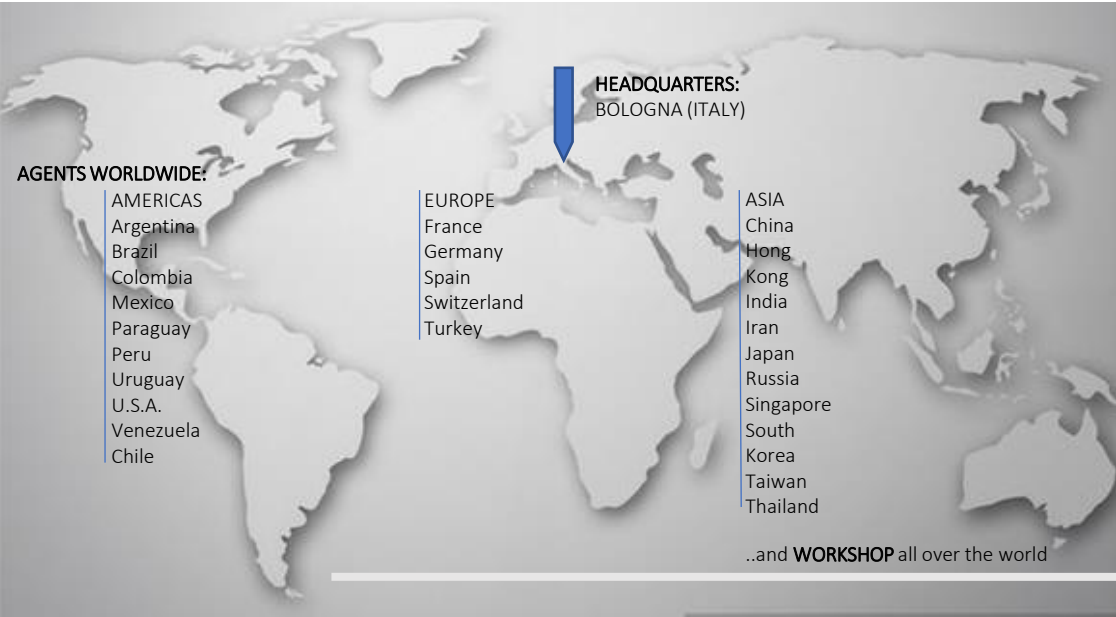 HEADQUARTERS:
BOLOGNA (ITALY)
AGENTS WORLDWIDE:
AMERICAS
Argentina
Brazil
Colombia
Mexico
Paraguay
Peru
Uruguay
U.S.A.
Venezuela
Chile
EUROPE
France
Germany
Spain
Switzerland
Turkey
ASIA
China
Hong
Kong
India
Iran
Japan
Russia
Singapore
South
Korea
Taiwan
Thailand
..and WORKSHOP all over the world